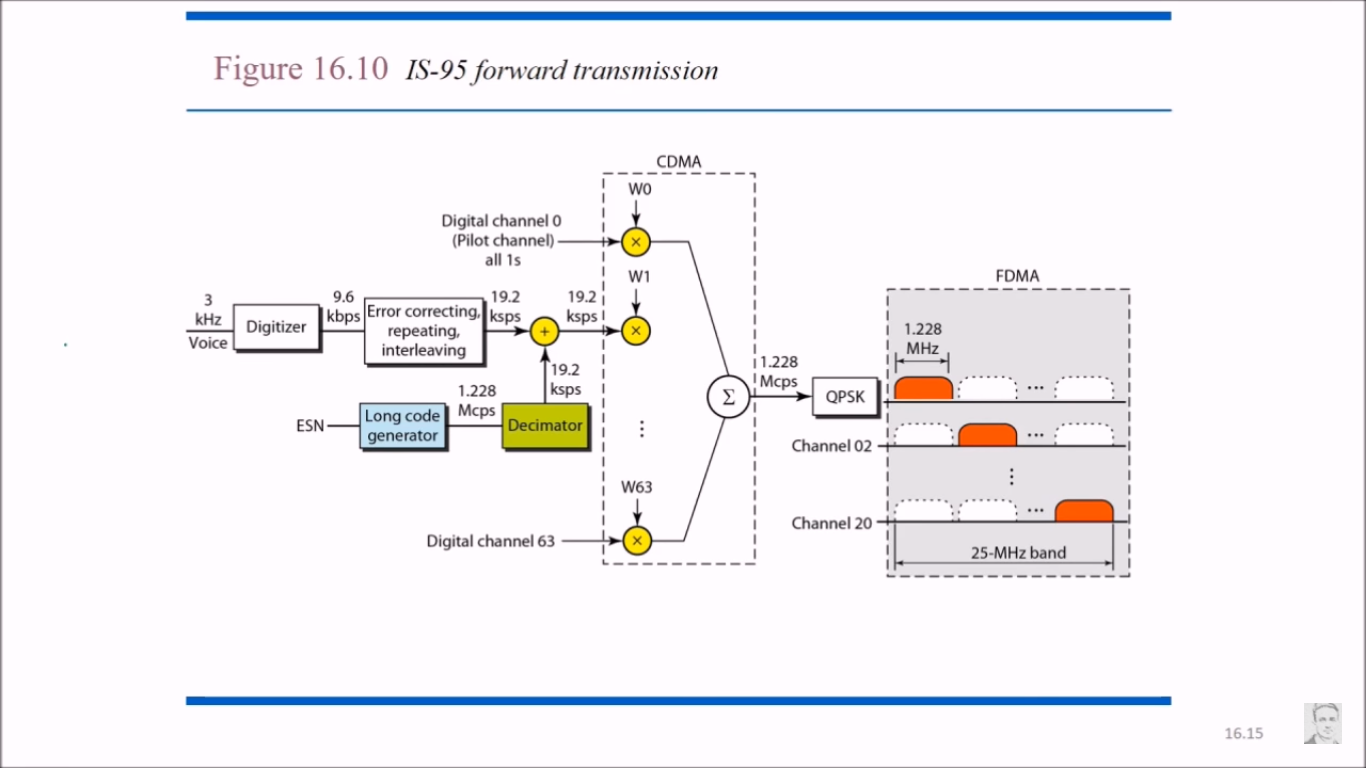 Figure 16.10 IS-95 forward transmission
CDMA
W0
Digital channel 0
(Pilot channel)
all 1s
W1
FDMA
3
kHz
Voice
Digitizer
9.6
kbps
Error correcting,
repeating,
interleaving
19.2
ksps
+
19.2
ksps
×
×
19.2
ksps
ESN
Long code
generator
1.228
Mcps
Decimator
Σ
1.228
Mcps
QPSK
1.228
MHz
...
Channel 02
...
⋮
⋮
W63
Digital channel 63
×
Channel 20
...
25-MHz band
16.15